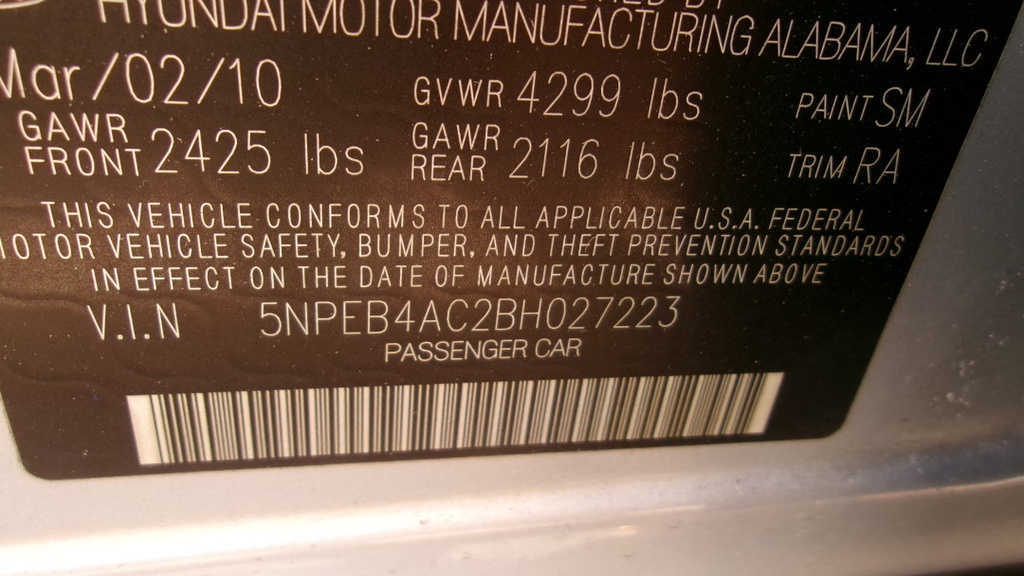 HYUNDAI MOTOR MANUFACTURING ALABAMA, LLC
Mar/02/10 GVWR 4299 lbs PAINT SM
GAWR FRONT 2425 lbs GAWR REAR 2116 lbs TRIM RA
THIS VEHICLE CONFORMS TO ALL APPLICABLE U.S.A. FEDERAL
MOTOR VEHICLE SAFETY, BUMPER, AND THEFT PREVENTION STANDARDS
IN EFFECT ON THE DATE OF MANUFACTURE SHOWN ABOVE
V.I.N 5NPEB4AC2BH027223
PASSENGER CAR